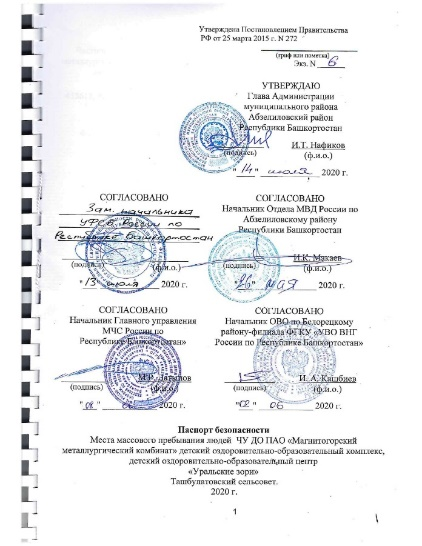 Утверждена Постановлением Правительства
РФ от 25 марта 2015 г. N 272
(гриф или пометка)
Экз. N 6
УТВЕРЖДАЮ
Глава Администрации
муниципального района
Абзелиловский район
Республики Башкортостан
И.Т. Нафиков
(подпись) (ф.и.о.)
"14" июля 2020 г.
СОГЛАСОВАНО
Зам. начальника
УФСБ России по
Республике Башкортостан
(подпись) (ф.и.о.)
"13" июля 2020 г.
СОГЛАСОВАНО
Начальник Отдела МВД России по
Абзелиловскому району
Республики Башкортостан
И.К. Макаев
(подпись) (ф.и.о.)
"26" мая 2020 г.
СОГЛАСОВАНО
Начальник Главного управления
МЧС России по
Республике Башкортостан»
М.Р. Латыпов
(подпись) (ф.и.о.)
"08" 2020 г.
СОГЛАСОВАНО
Начальник ОВО по Белорецкому
району-филиала ФГКУ «УВО ВНГ
России по Республике Башкортостан»
(подпись) (ф.и.о.)
"02" 06 2020 г.
Паспорт безопасности
Места массового пребывания людей ЧУ ДО ПАО «Магнитогорский
металлургический комбинат» детский оздоровительно-образовательный комплекс,
детский оздоровительно-образовательный центр
«Уральские зори»
Ташбулатовский сельсовет.
2020 г.
1